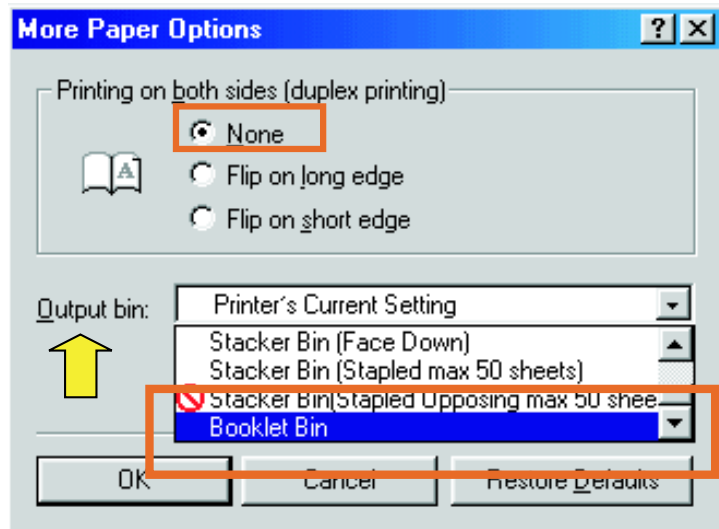 More Paper Options
Printing on both sides (duplex printing)
A
None
Flip on long edge
Flip on short edge
Output bin: Printer's Current Setting
Stacker Bin (Face Down)
Stacker Bin (Stapled max 50 sheets)
Stacker Bin(Stapled Opposing max 50 shee
Booklet Bin
OK Cancel Restore Defaults